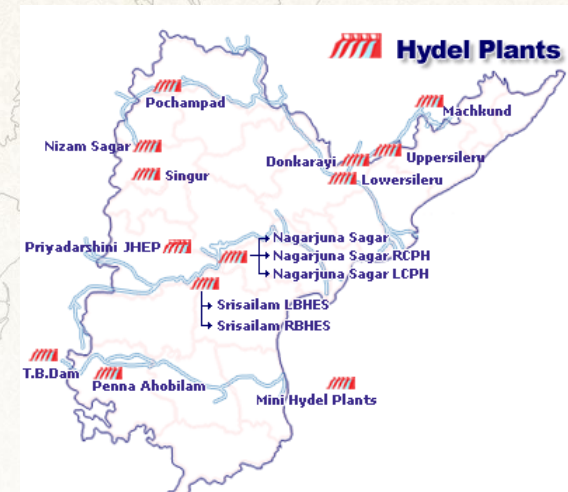 Hydel Plants
Pochampad
Machkund
Nizam Sagar
Donkarayi
Uppersileru
Singur
Lowersileru
Nagarjuna Sagar
Priyadarshini JHEP
Nagarjuna Sagar RCPH
Nagarjuna Sagar LCPH
Srisailam LBHES
Srisailam RBHES
T.B.Dam
Penna Ahobilam
Mini Hydel Plants